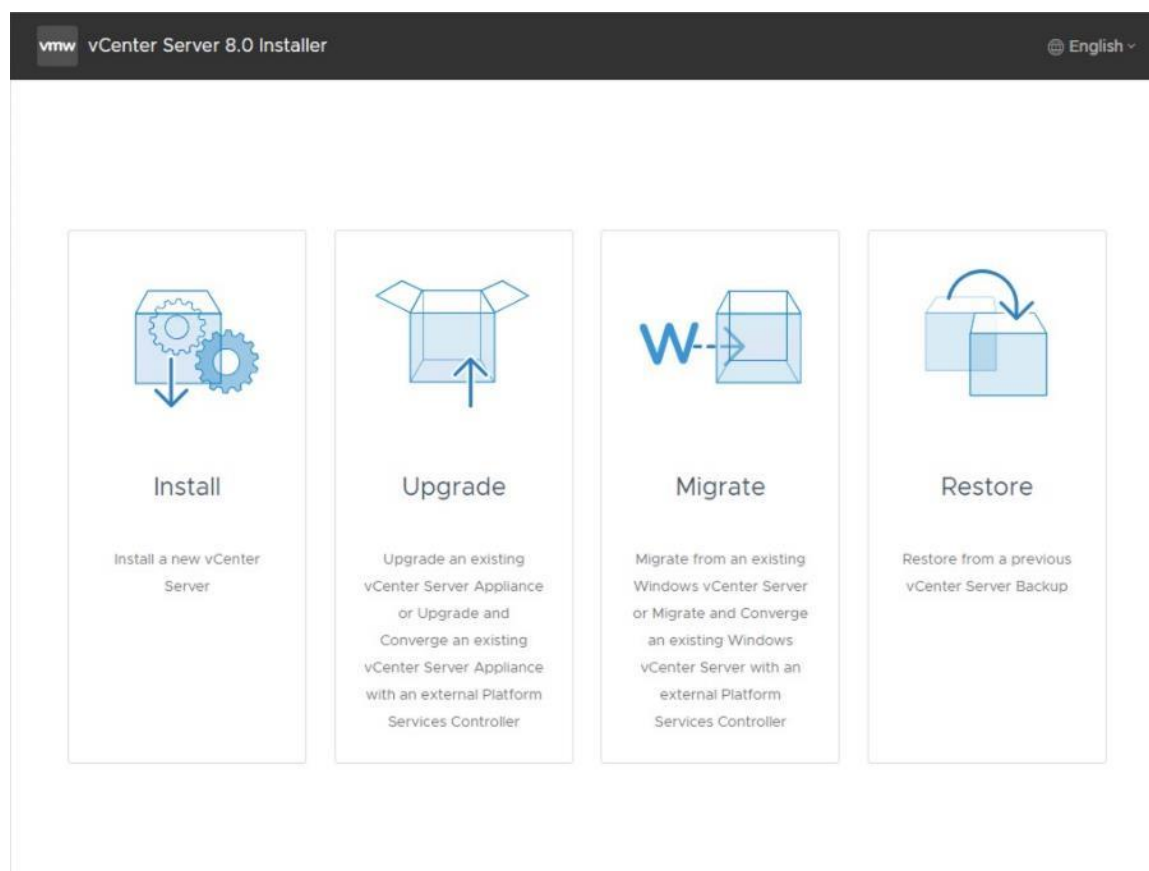 vmw vCenter Server 8.0 Installer
English
W
Install
Install a new vCenter
Server
Upgrade
Upgrade an existing
vCenter Server Appliance
or Upgrade and
Converge an existing
vCenter Server Appliance
with an external Platform
Services Controller
Migrate
Migrate from an existing
Windows vCenter Server
or Migrate and Converge
an existing Windows
vCenter Server with an
external Platform
Services Controller
Restore
Restore from a previous
vCenter Server Backup